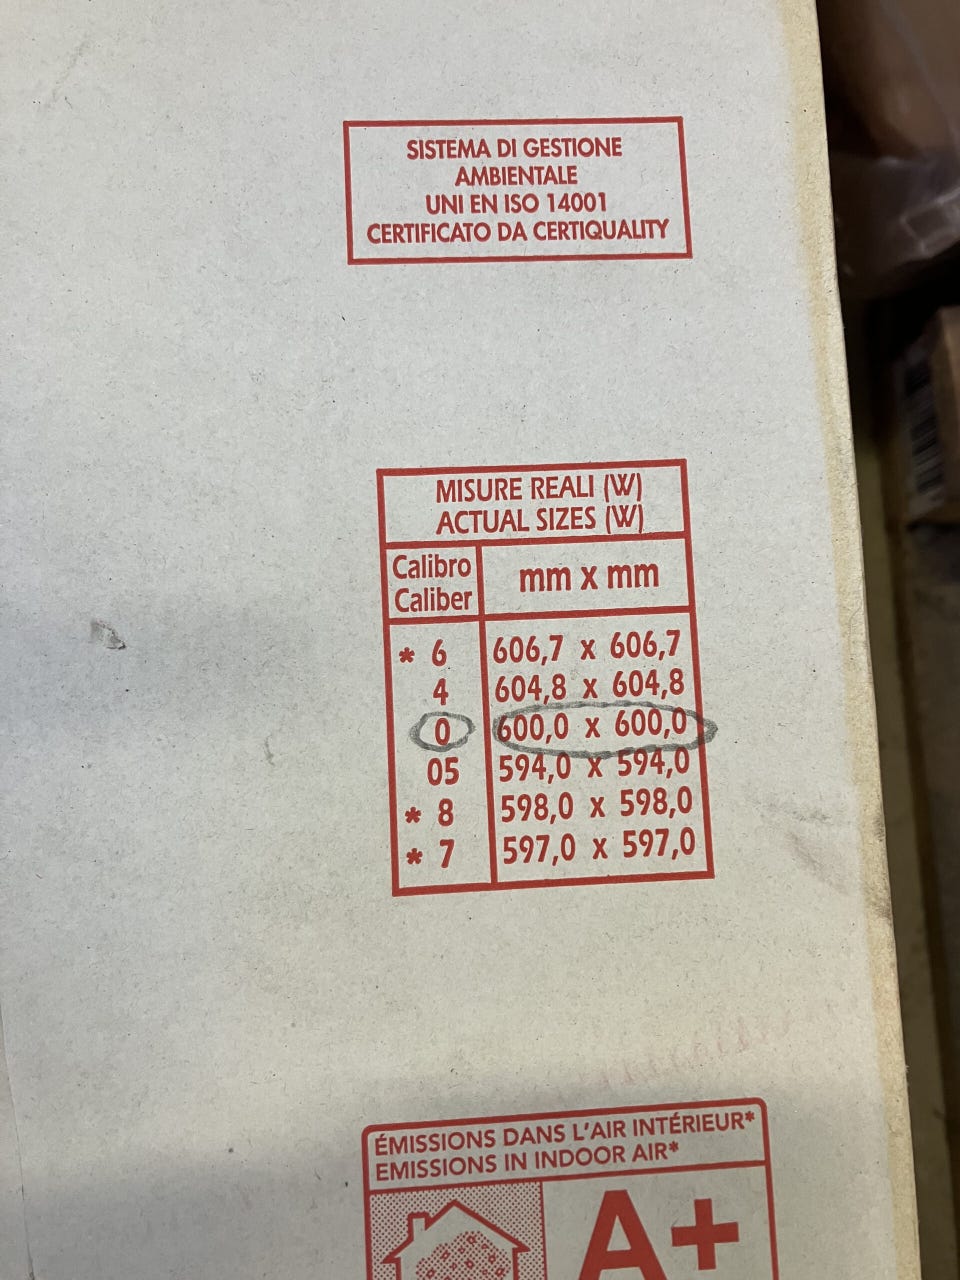 SISTEMA DI GESTIONE
AMBIENTALE
UNI EN ISO 14001
CERTIFICATO DA CERTIQUALITY
MISURE REALI (W)
ACTUAL SIZES (W)
Calibro
Caliber
mm x mm
* 6 606,7 x 606,7
4 604,8 x 604,8
0 600,0 x 600,0
05 594,0 x 594,0
* 8 598,0 x 598,0
* 7 597,0 x 597,0
ÉMISSIONS DANS L'AIR INTÉRIEUR*
EMISSIONS IN INDOOR AIR*
A+